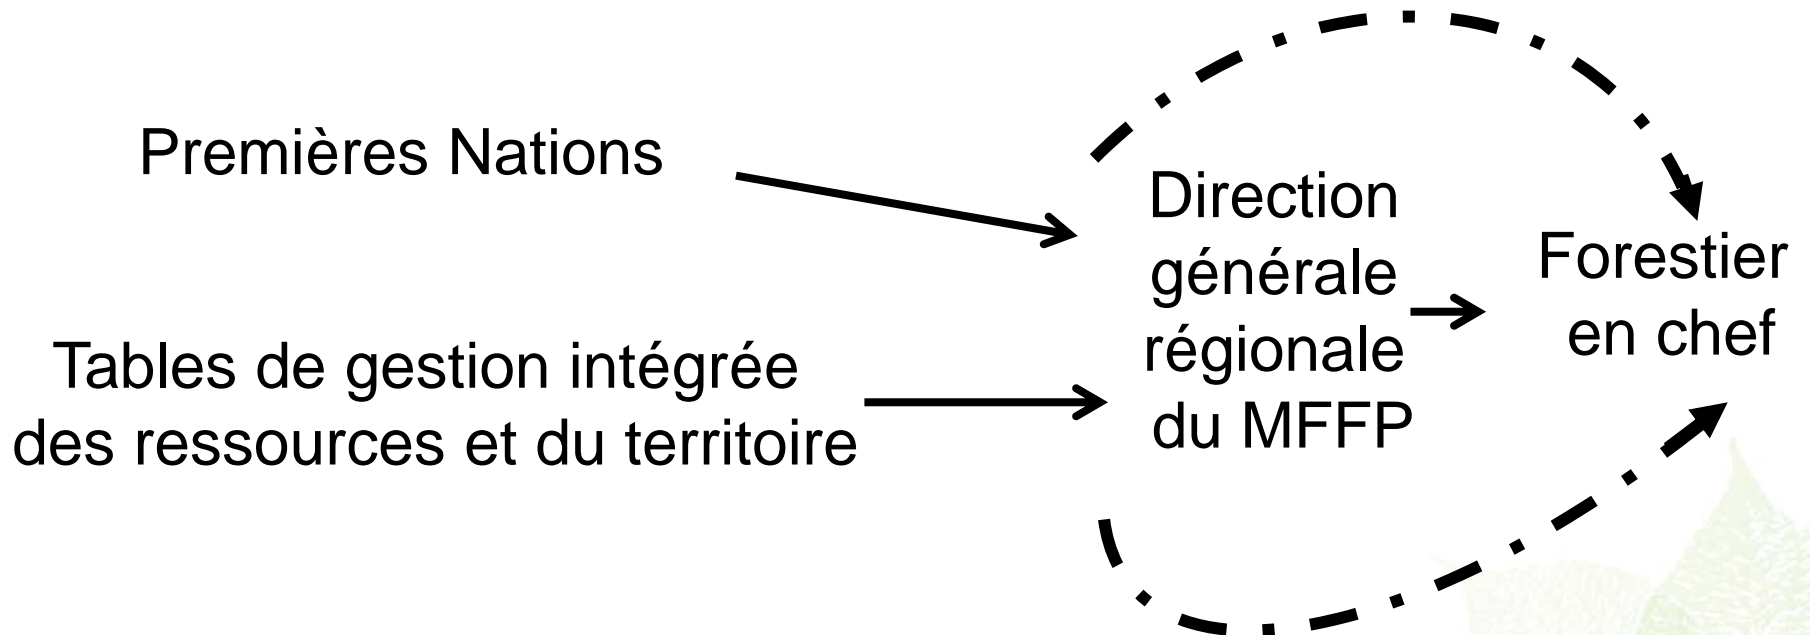 Premières Nations
Tables de gestion intégrée
des ressources et du territoire
Direction
générale
régionale
du MFFP
Forestier
en chef